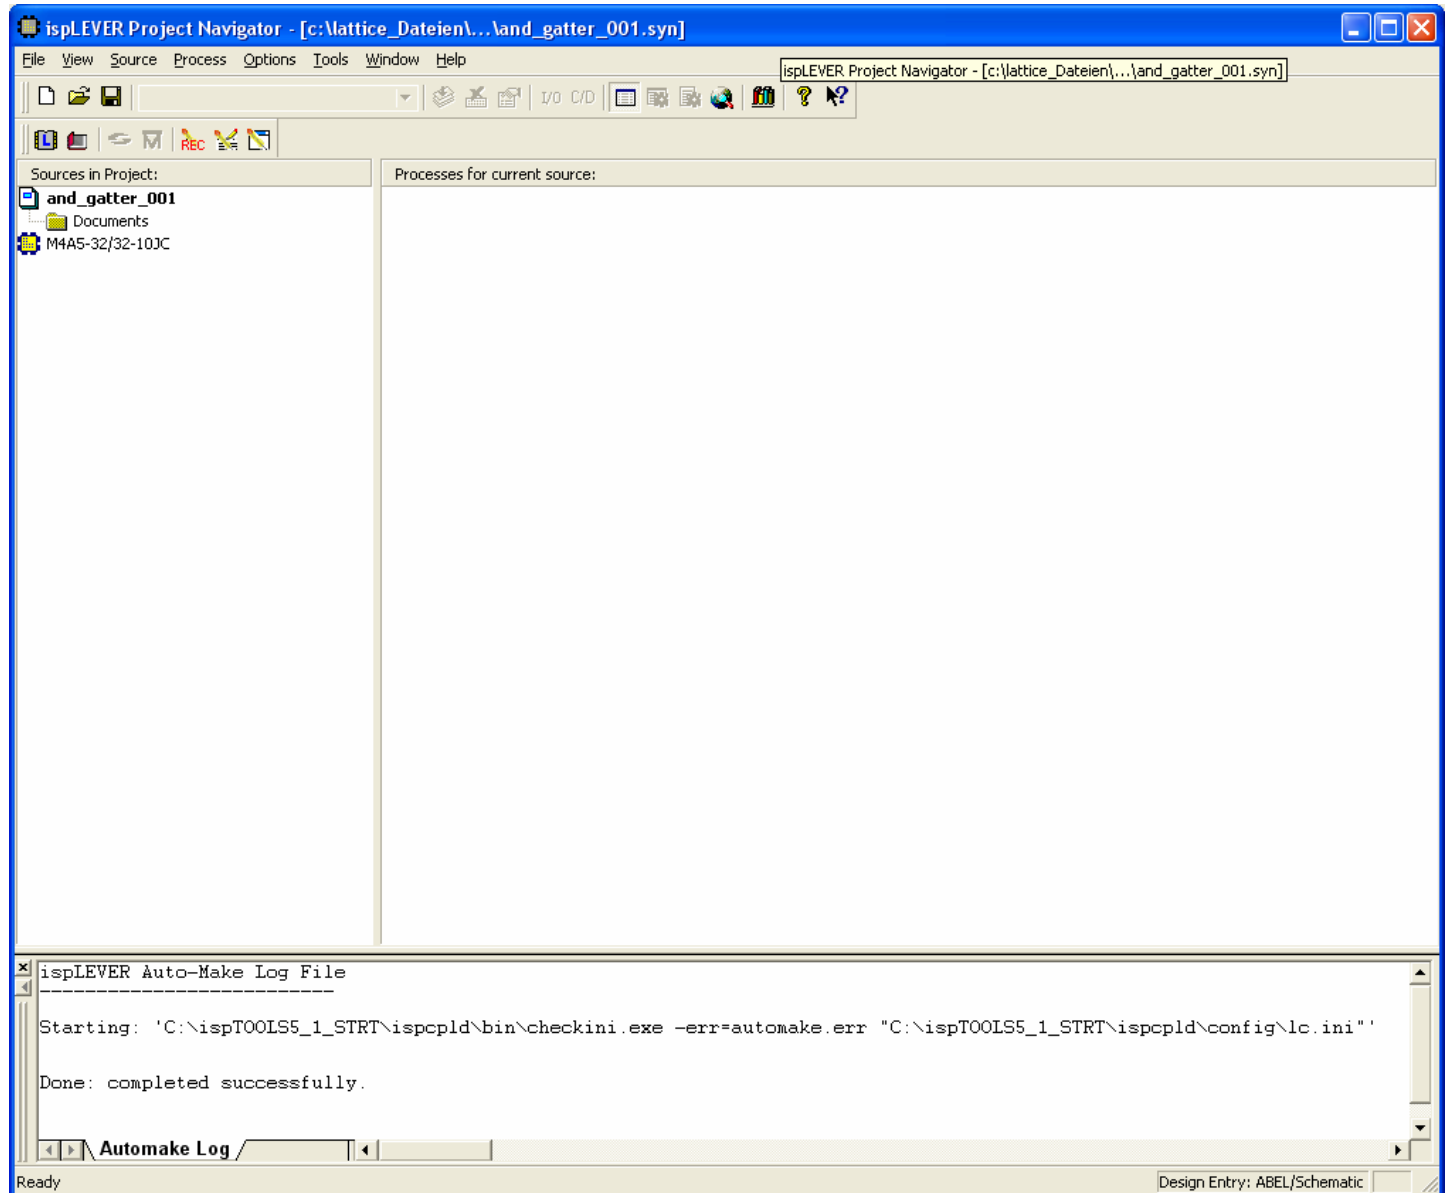 ispLEVER Project Navigator - [c:\lattice_Dateien\...\and_gatter_001.syn]
File View Source Process Options Tools Window Help
ispLEVER Project Navigator - [c:\lattice_Dateien\...\and_gatter_001.syn]
I/O C/D
L
REC
Sources in Project:
Processes for current source:
and_gatter_001
Documents
M4A5-32/32-10JC
ispLEVER Auto-Make Log File
--------------------------
Starting: 'C:\ispTOOLS5_1_STRT\ispcpld\bin\checkini.exe -err=automake.err "C:\ispTOOLS5_1_STRT\ispcpld\config\lc.ini"'
Done: completed successfully.
Automake Log
Ready
Design Entry: ABEL/Schematic